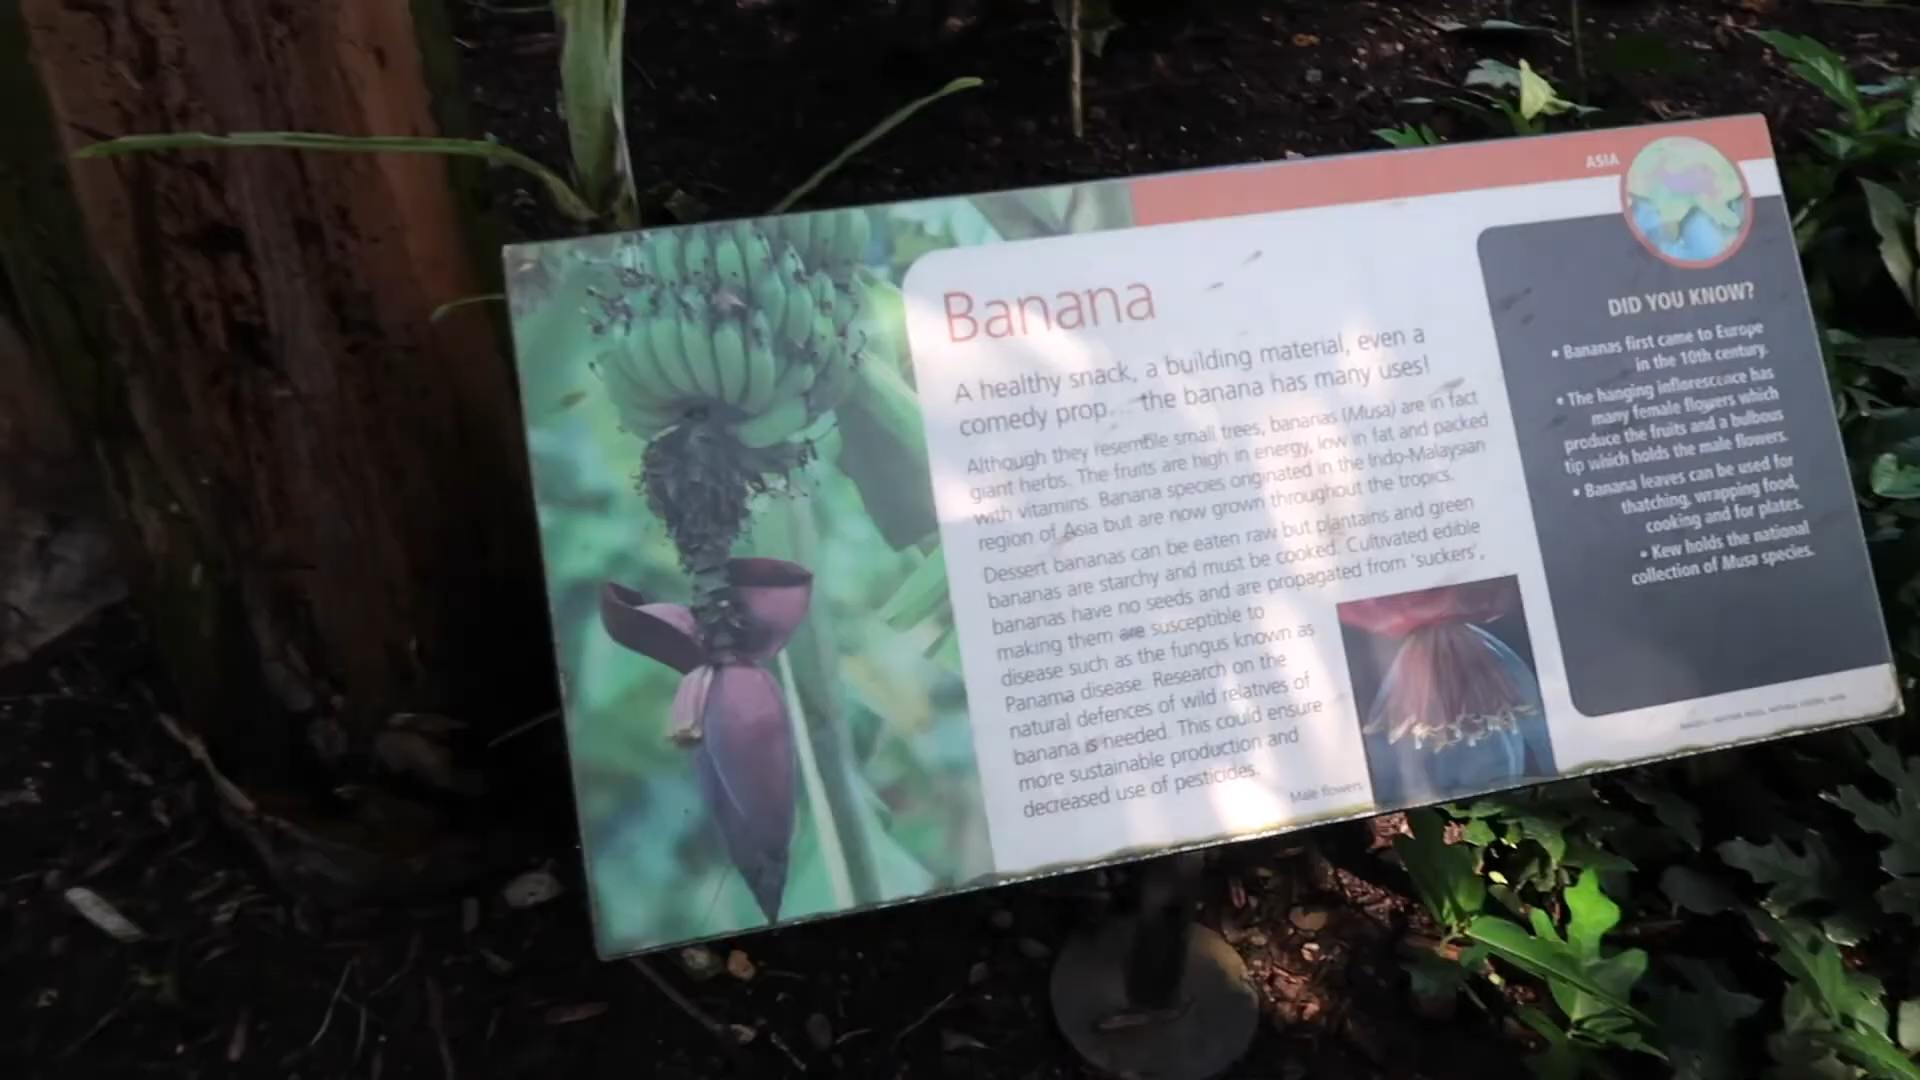 ASIA
Banana
A healthy snack, a building material, even a
comedy prop... the banana has many uses!
Although they resemble small trees, bananas (Musa) are in fact
giant herbs. The fruits are high in energy, low in fat and packed
with vitamins. Banana species originated in the Indo-Malaysian
region of Asia but are now grown throughout the tropics.
Dessert bananas can be eaten raw but plantains and green
bananas are starchy and must be cooked. Cultivated edible
bananas have no seeds and are propagated from 'suckers',
making them are susceptible to
disease such as the fungus known as
Panama disease. Research on the
natural defences of wild relatives of
banana is needed. This could ensure
more sustainable production and
decreased use of pesticides.
Male flowers
DID YOU KNOW?
• Bananas first came to Europe
in the 10th century.
• The hanging inflorescence has
many female flowers which
produce the fruits and a bulbous
tip which holds the male flowers.
• Banana leaves can be used for
thatching, wrapping food,
cooking and for plates.
• Kew holds the national
collection of Musa species.